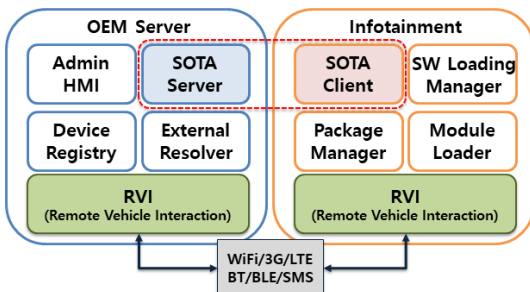 OEM Server
Infotainment
Admin
HMI
SOTA
Server
SOTA
Client
SW Loading
Manager
Device
Registry
External
Resolver
Package
Manager
Module
Loader
RVI
(Remote Vehicle Interaction)
RVI
(Remote Vehicle Interaction)
WiFi/3G/LTE
BT/BLE/SMS